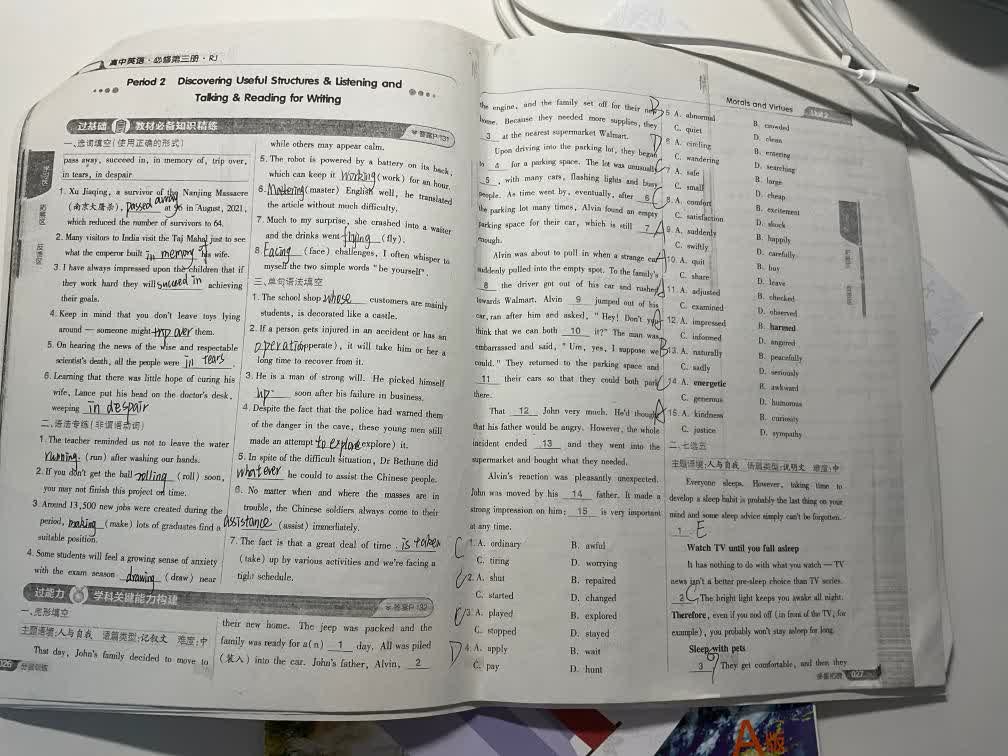 高中英语·必修第三册·RJ
Period 2 Discovering Useful Structures & Listening and
Talking & Reading for Writing
过基础 教材必备知识精练
答案P131
一、选词填空(使用正确的形式)
pass away, succeed in, in memory of, trip over,
in tears, in despair
1. Xu Jiaqing, a survivor of the Nanjing Massacre
(南京大屠杀), passed away at 96 in August, 2021,
which reduced the number of survivors to 64.
2. Many visitors to India visit the Taj Mahal just to see
what the emperor built in memory of his wife.
3. I have always impressed upon the children that if
they work hard they will succeed in achieving
their goals.
4. Keep in mind that you don't leave toys lying
around — someone might trip over them.
5. On hearing the news of the wise and respectable
scientist's death, all the people were in tears.
6. Learning that there was little hope of curing his
wife, Lance put his head on the doctor's desk,
weeping in despair
二、语法专练(非谓语动词)
1. The teacher reminded us not to leave the water
running. (run) after washing our hands.
2. If you don't get the ball rolling (roll) soon,
you may not finish this project on time.
3. Around 13,500 new jobs were created during the
period, making (make) lots of graduates find a
suitable position.
4. Some students will feel a growing sense of anxiety
with the exam season drawing (draw) near
while others may appear calm.
5. The robot is powered by a battery on its back,
which can keep it working (work) for an hour.
6. Mastering (master) English well, he translated
the article without much difficulty.
7. Much to my surprise, she crashed into a waiter
and the drinks went flying (fly).
8. Facing (face) challenges, I often whisper to
myself the two simple words "be yourself".
三、单句语法填空
1. The school shop whose customers are mainly
students, is decorated like a castle.
2. If a person gets injured in an accident or has an
operation (operate), it will take him or her a
long time to recover from it.
3. He is a man of strong will. He picked himself
up soon after his failure in business.
4. Despite the fact that the police had warned them
of the danger in the cave, these young men still
made an attempt to explore (explore) it.
5. In spite of the difficult situation, Dr Bethune did
whatever he could to assist the Chinese people.
6. No matter when and where the masses are in
trouble, the Chinese soldiers always come to their
assistance (assist) immediately.
7. The fact is that a great deal of time is taken
(take) up by various activities and we're facing a
tight schedule.
过能力 学科关键能力构建
答案P132
一、完形填空
主题语境:人与自我 语篇类型:记叙文 难度:中
That day, John's family decided to move to
their new home. The jeep was packed and the
family was ready for a(n) 1 day. All was piled
(装入) into the car. John's father, Alvin, 2
026 分级训练
Morals and Virtues
the engine, and the family set off for their new
home. Because they needed more supplies, they
3 at the nearest supermarket Walmart.
Upon driving into the parking lot, they began
to 4 for a parking space. The lot was unusually
5, with many cars, flashing lights and busy
people. As time went by, eventually, after 6
the parking lot many times, Alvin found an empty
parking space for their car, which is still 7
enough.
Alvin was about to pull in when a strange car
suddenly pulled into the empty spot. To the family's
8 the driver got out of his car and rushed
towards Walmart. Alvin 9 jumped out of his
car, ran after him and asked, "Hey! Don't you
think that we can both 10 it?" The man was
embarrassed and said, "Um, yes, I suppose we
could." They returned to the parking space and
11 their cars so that they could both park
there.
That 12 John very much. He'd thought
that his father would be angry. However, the whole
incident ended 13 and they went into the
supermarket and bought what they needed.
Alvin's reaction was pleasantly unexpected.
John was moved by his 14 father. It made a
strong impression on him; 15 is very important
at any time.
C 1. A. ordinary B. awful
C. tiring D. worrying
C 2. A. shut B. repaired
C. started D. changed
C 3. A. played B. explored
C. stopped D. stayed
D 4. A. apply B. wait
C. pay D. hunt
B 5. A. abnormal B. crowded
C. quiet D. clean
6. A. circling B. entering
C. wandering D. searching
7. A. safe B. large
C. small D. cheap
8. A. comfort B. excitement
C. satisfaction D. shock
A 9. A. suddenly B. happily
C. swiftly D. carefully
10. A. quit B. buy
C. share D. leave
11. A. adjusted B. checked
C. examined D. observed
12. A. impressed B. harmed
C. informed D. angered
B 13. A. naturally B. peacefully
C. sadly D. seriously
C 14. A. energetic B. awkward
C. generous D. humorous
A 15. A. kindness B. curiosity
C. justice D. sympathy
二、七选五
主题语境:人与自我 语篇类型:说明文 难度:中
Everyone sleeps. However, taking time to
develop a sleep habit is probably the last thing on your
mind and some sleep advice simply can't be forgotten.
1 E
Watch TV until you fall asleep
It has nothing to do with what you watch — TV
news isn't a better pre-sleep choice than TV series.
2 C The bright light keeps you awake all night.
Therefore, even if you nod off (in front of the TV, for
example), you probably won't stay asleep for long.
Sleep with pets
3 They get comfortable, and then they
027
A版